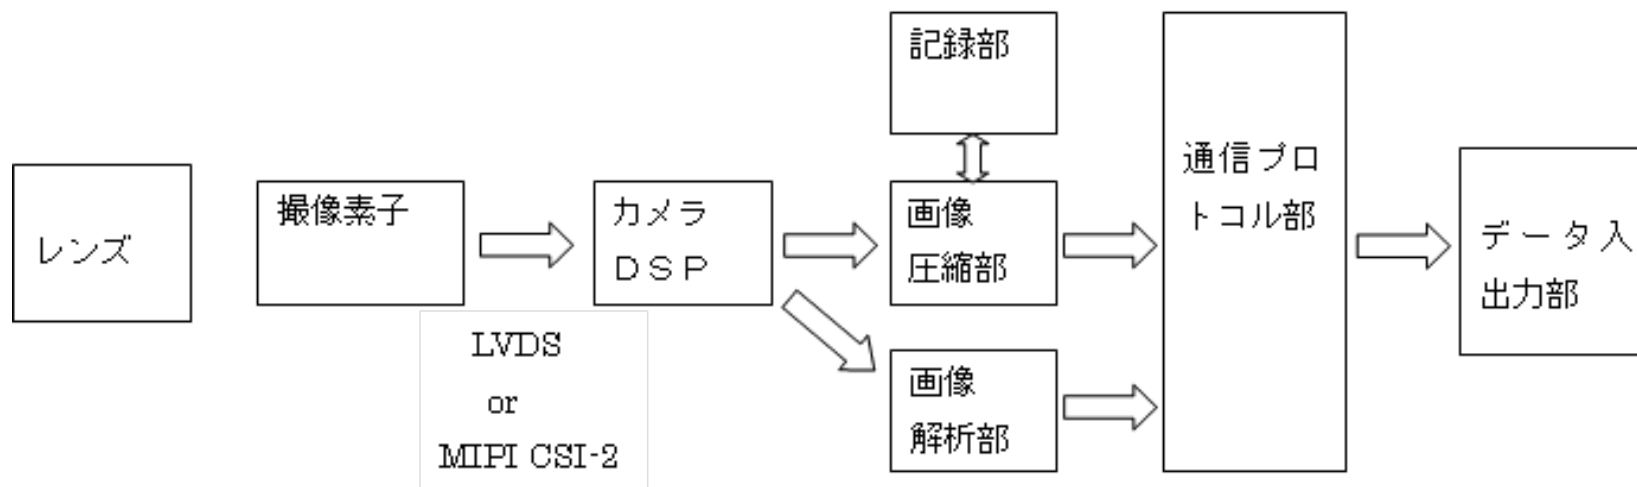 レンズ
撮像素子
LVDS
or
MIPI CSI-2
カメラ
ＤＳＰ
記録部
画像
圧縮部
画像
解析部
通信プロ
トコル部
データ入
出力部